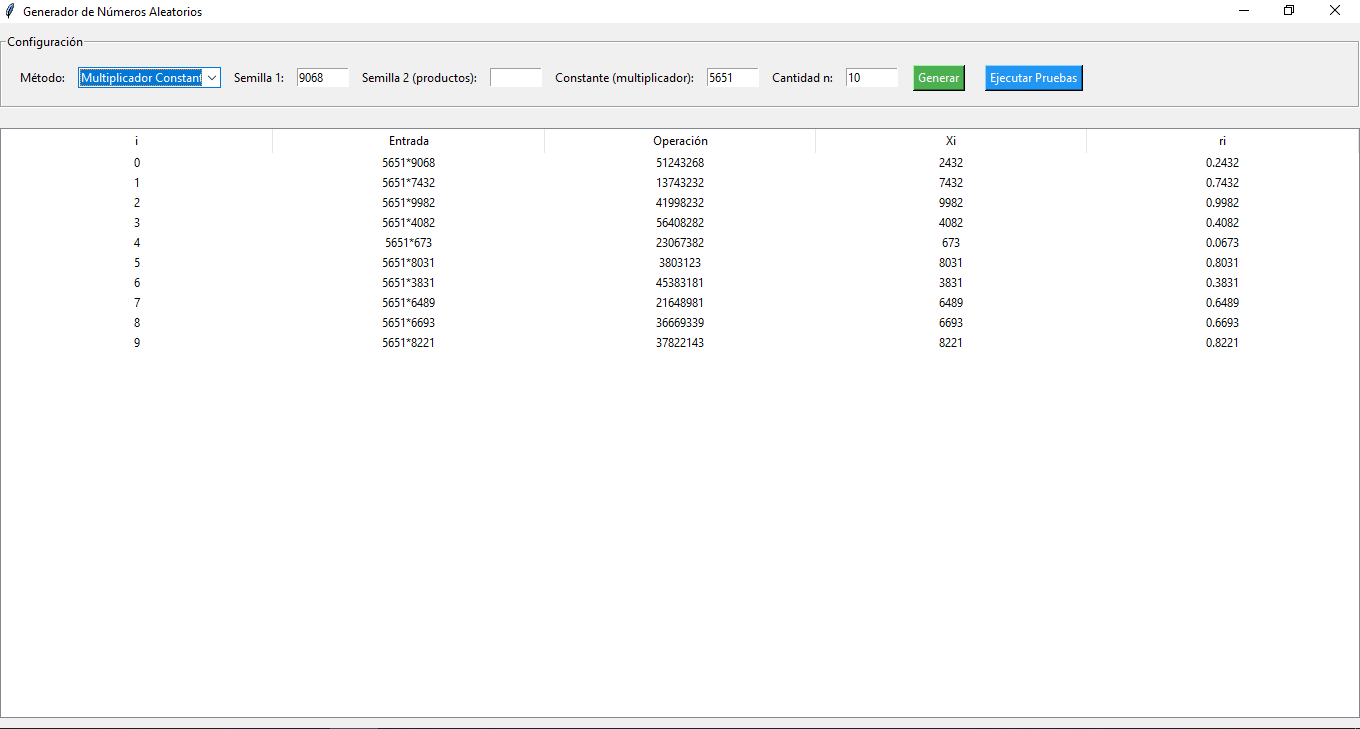 Generador de Números Aleatorios
Configuración
Método: Multiplicador Constant Semilla 1: 9068 Semilla 2 (productos): Constante (multiplicador): 5651 Cantidad n: 10 Generar Ejecutar Pruebas
i Entrada Operación Xi ri
0 5651*9068 51243268 2432 0.2432
1 5651*7432 13743232 7432 0.7432
2 5651*9982 41998232 9982 0.9982
3 5651*4082 56408282 4082 0.4082
4 5651*673 23067382 673 0.0673
5 5651*8031 3803123 8031 0.8031
6 5651*3831 45383181 3831 0.3831
7 5651*6489 21648981 6489 0.6489
8 5651*6693 36669339 6693 0.6693
9 5651*8221 37822143 8221 0.8221